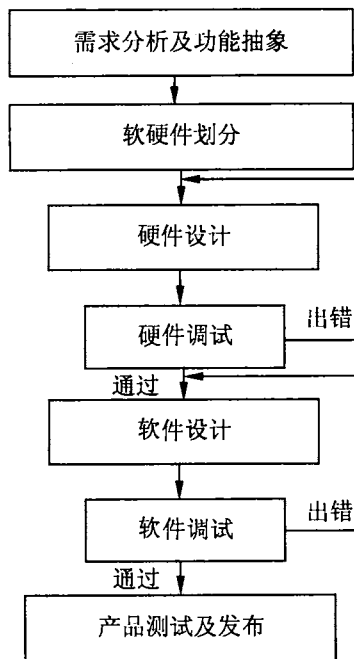 需求分析及功能抽象
软硬件划分
硬件设计
硬件调试
出错
通过
软件设计
软件调试
出错
通过
产品测试及发布